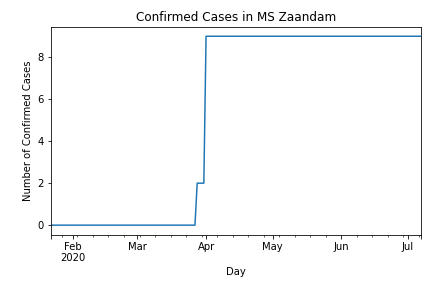 Confirmed Cases in MS Zaandam
Number of Confirmed Cases
8
6
4
2
0
Feb Mar Apr May Jun Jul
2020
Day